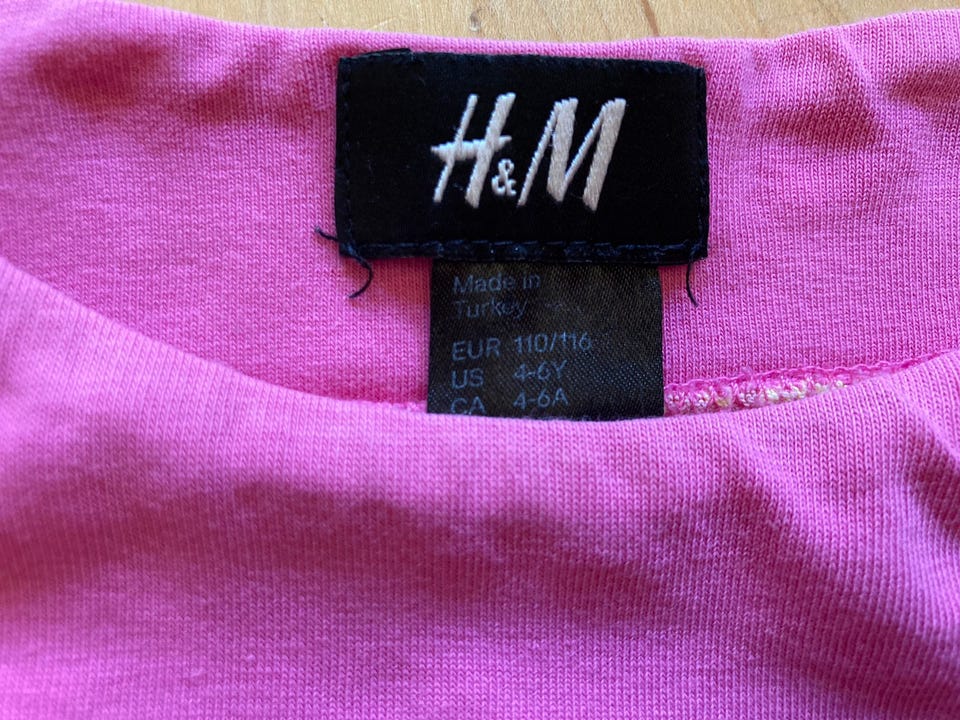 H&M
Made in
Turkey
EUR 110/116
US 4-6Y
CA 4-6A